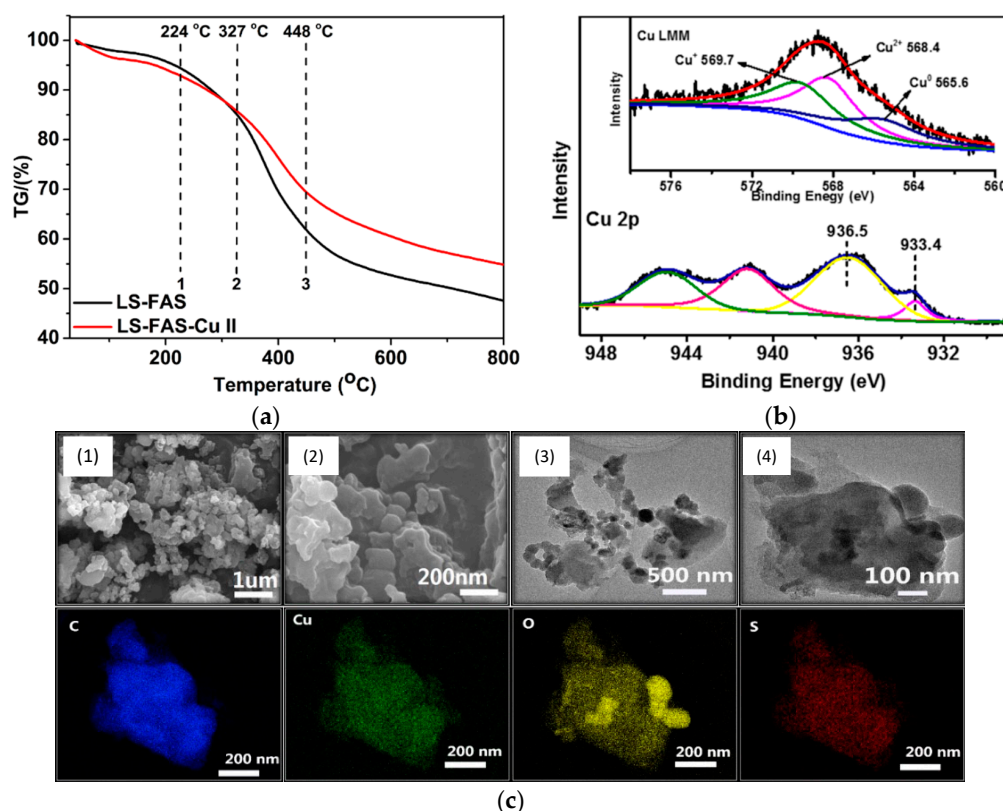 224 °C 327 °C 448 °C
100
90
80
70
60
50
40
TG/(%)
1 2 3
LS-FAS
LS-FAS-Cu II
0 200 400 600 800
Temperature (°C)
(a)
Cu LMM
Cu⁺ 569.7
Cu²⁺ 568.4
Cu⁰ 565.6
Intensity
576 572 568 564 560
Binding Energy (eV)
Intensity
Cu 2p
936.5
933.4
948 944 940 936 932
Binding Energy (eV)
(b)
(1) (2) (3) (4)
1um 200nm 500 nm 100 nm
C Cu O S
200 nm 200 nm 200 nm 200 nm
(c)